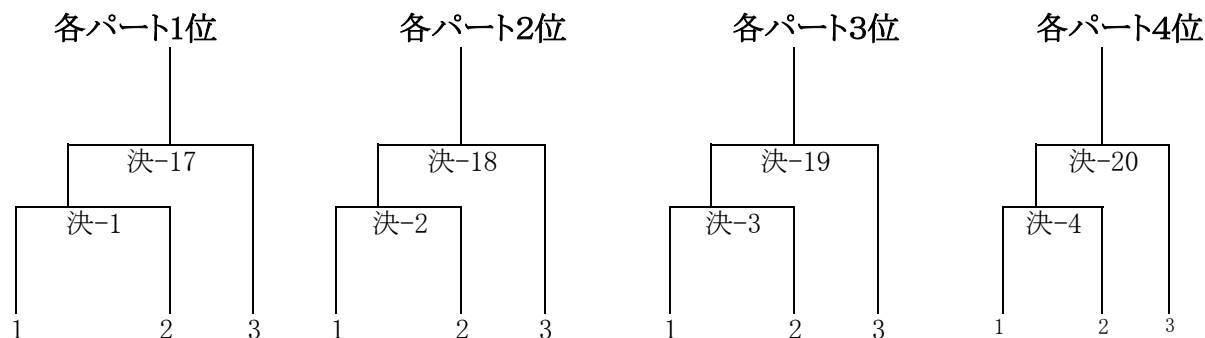 各パート1位 各パート2位 各パート3位 各パート4位
決-17 決-18 決-19 決-20
決-1 決-2 決-3 決-4
1 2 3 1 2 3 1 2 3 1 2 3